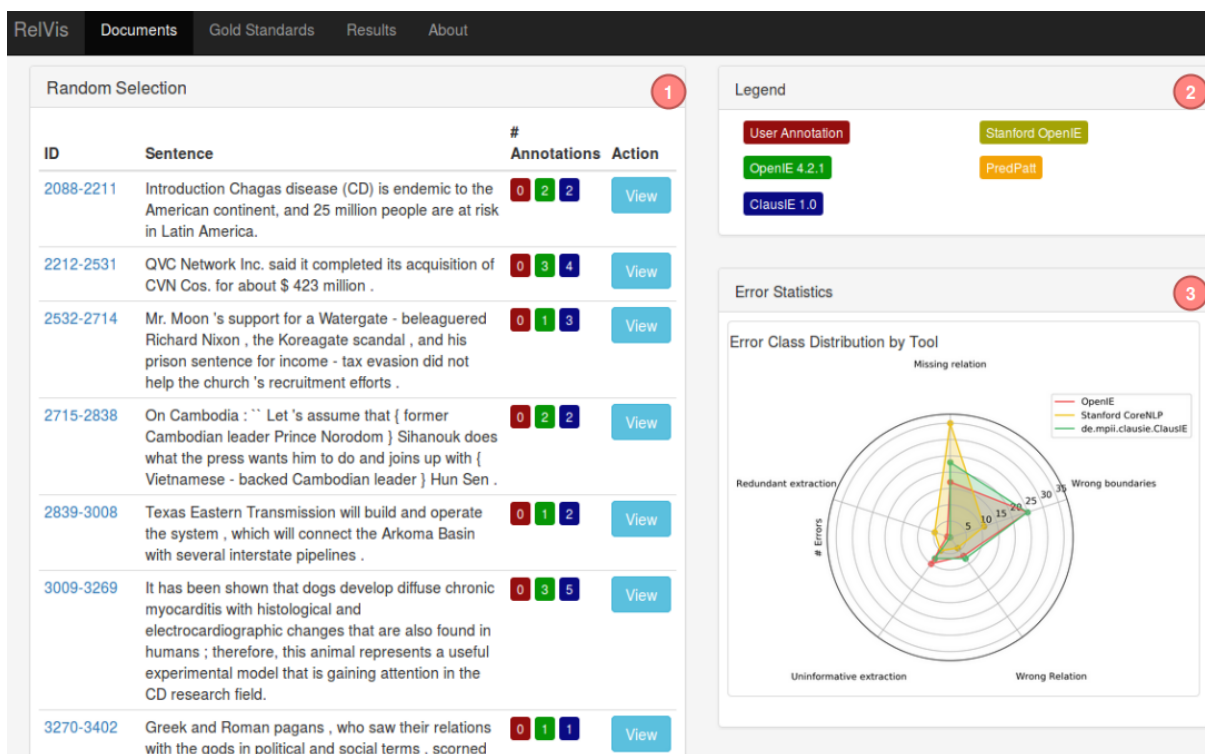 RelVis Documents Gold Standards Results About
Random Selection 1
ID Sentence # Annotations Action
2088-2211 Introduction Chagas disease (CD) is endemic to the 0 2 2 View
American continent, and 25 million people are at risk
in Latin America.
2212-2531 QVC Network Inc. said it completed its acquisition of 0 3 4 View
CVN Cos. for about $ 423 million .
2532-2714 Mr. Moon 's support for a Watergate - beleaguered 0 1 3 View
Richard Nixon , the Koreagate scandal , and his
prison sentence for income - tax evasion did not
help the church 's recruitment efforts .
2715-2838 On Cambodia : `` Let 's assume that { former 0 2 2 View
Cambodian leader Prince Norodom } Sihanouk does
what the press wants him to do and joins up with {
Vietnamese - backed Cambodian leader } Hun Sen .
2839-3008 Texas Eastern Transmission will build and operate 0 1 2 View
the system , which will connect the Arkoma Basin
with several interstate pipelines .
3009-3269 It has been shown that dogs develop diffuse chronic 0 3 5 View
myocarditis with histological and
electrocardiographic changes that are also found in
humans ; therefore, this animal represents a useful
experimental model that is gaining attention in the
CD research field.
3270-3402 Greek and Roman pagans , who saw their relations 0 1 1 View
with the gods in political and social terms , scorned
Legend 2
User Annotation Stanford OpenIE
OpenIE 4.2.1 PredPatt
ClausIE 1.0
Error Statistics 3
Error Class Distribution by Tool
Missing relation
OpenIE
Stanford CoreNLP
de.mpii.clausie.ClausIE
Redundant extraction Wrong boundaries
5 10 15 20 25 30 35
# Errors
Uninformative extraction Wrong Relation